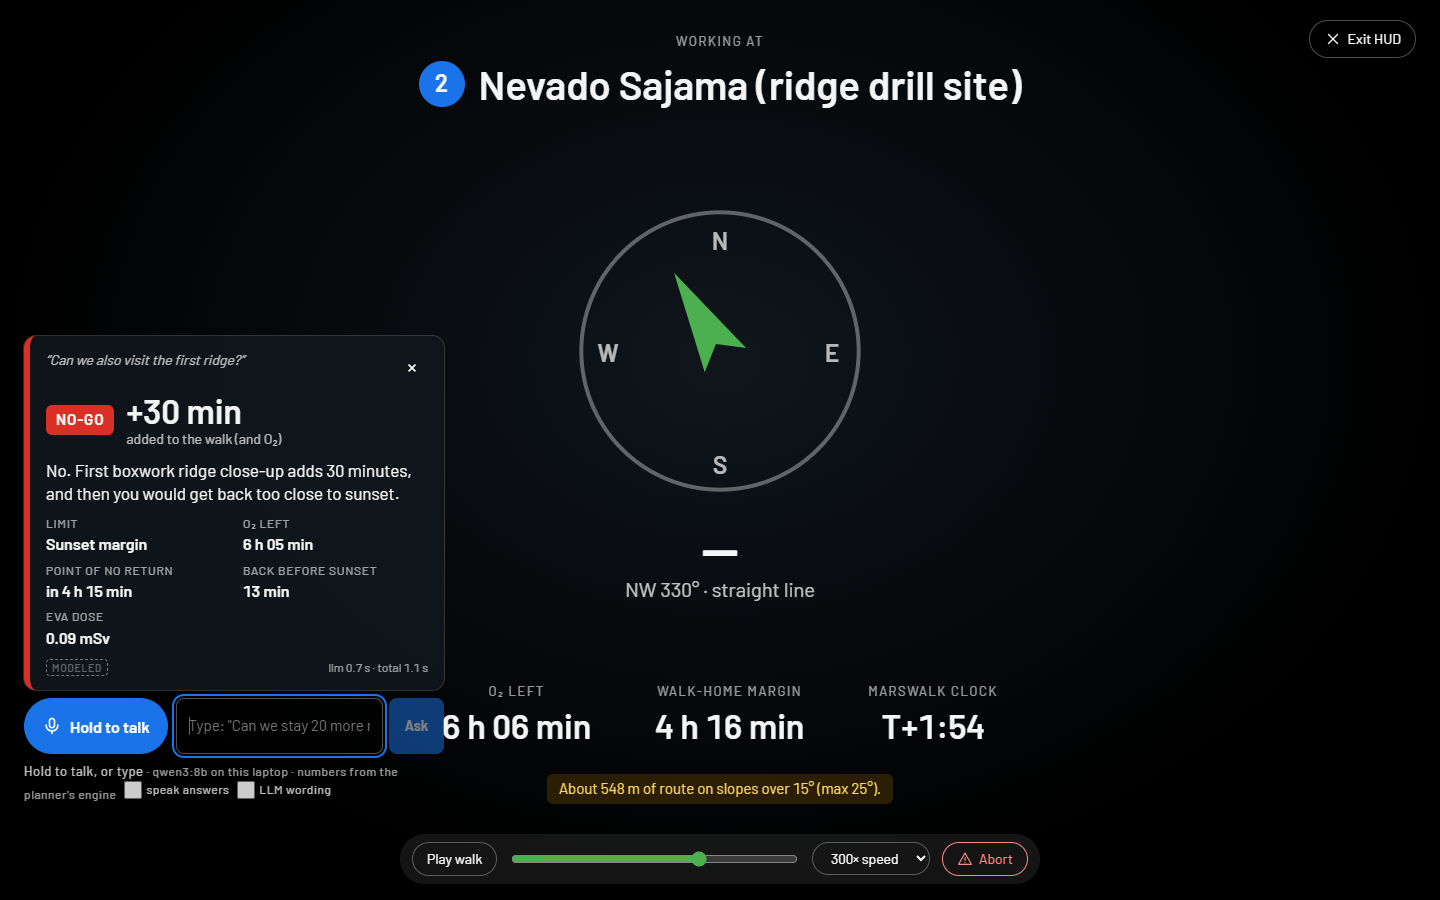 WORKING AT
Exit HUD
2 Nevado Sajama (ridge drill site)
N
W
E
S
NW 330° · straight line
“Can we also visit the first ridge?”
×
NO-GO
+30 min
added to the walk (and O₂)
No. First boxwork ridge close-up adds 30 minutes,
and then you would get back too close to sunset.
LIMIT
Sunset margin
O₂ LEFT
6 h 05 min
POINT OF NO RETURN
in 4 h 15 min
BACK BEFORE SUNSET
13 min
EVA DOSE
0.09 mSv
MODELED
llm 0.7 s · total 1.1 s
Hold to talk
Type: "Can we stay 20 more
Ask
Hold to talk, or type · qwen3:8b on this laptop · numbers from the
planner's engine speak answers LLM wording
O₂ LEFT
6 h 06 min
WALK-HOME MARGIN
4 h 16 min
MARSWALK CLOCK
T+1:54
About 548 m of route on slopes over 15° (max 25°).
Play walk
300× speed
Abort